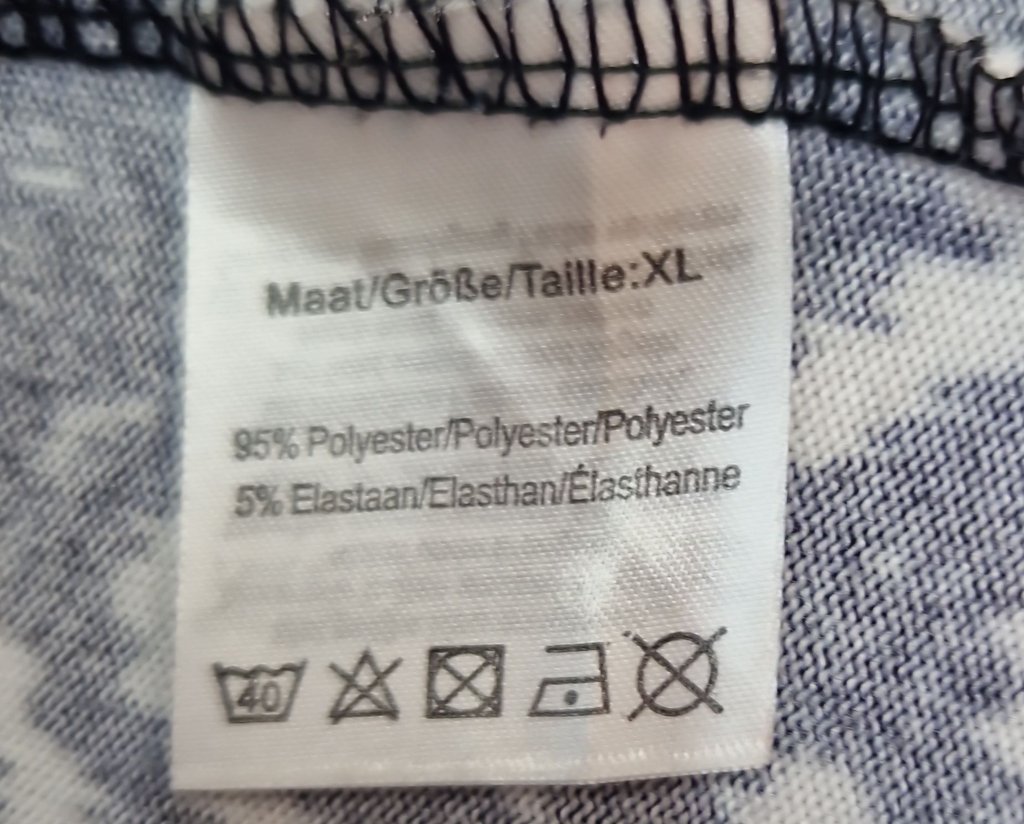 Maat/Größe/Taille:XL
95% Polyester/Polyester/Polyester
5% Elastaan/Elasthan/Élasthanne
40